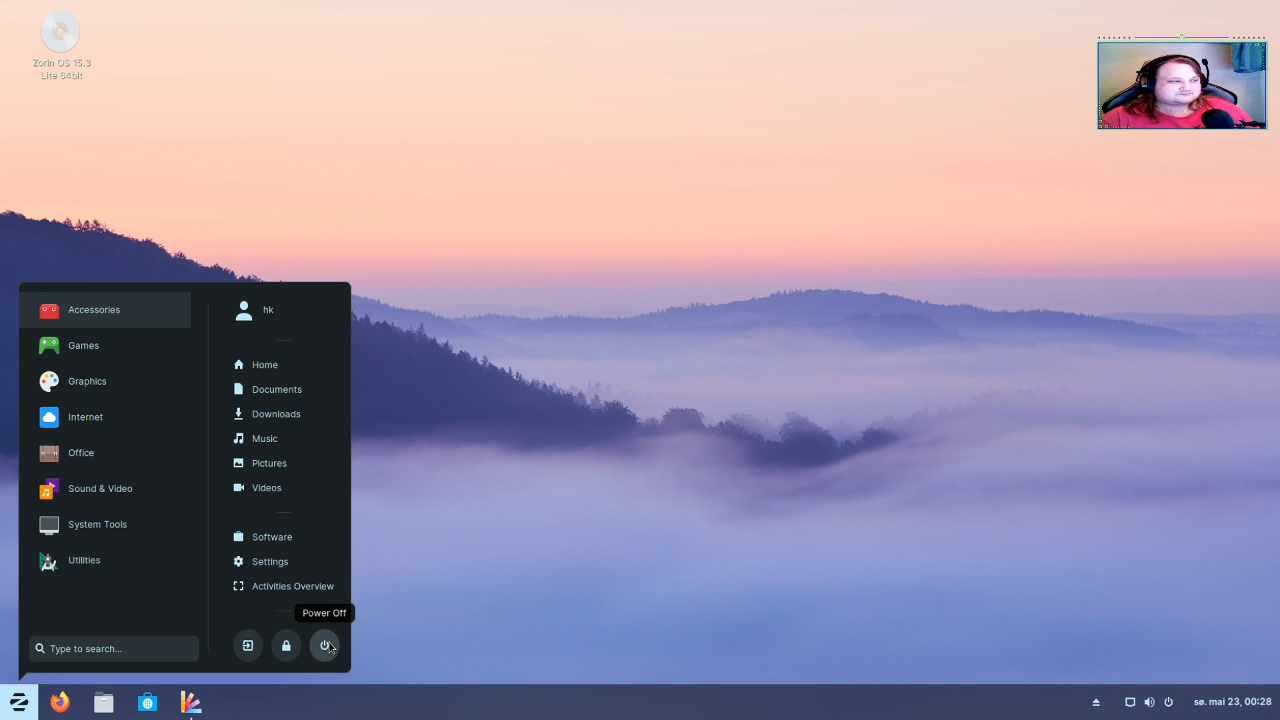 Zorin OS 15.3
Lite 64bit
Accessories
Games
Graphics
Internet
Office
Sound & Video
System Tools
Utilities
Type to search...
hk
Home
Documents
Downloads
Music
Pictures
Videos
Software
Settings
Activities Overview
Power Off
sø. mai 23, 00:28